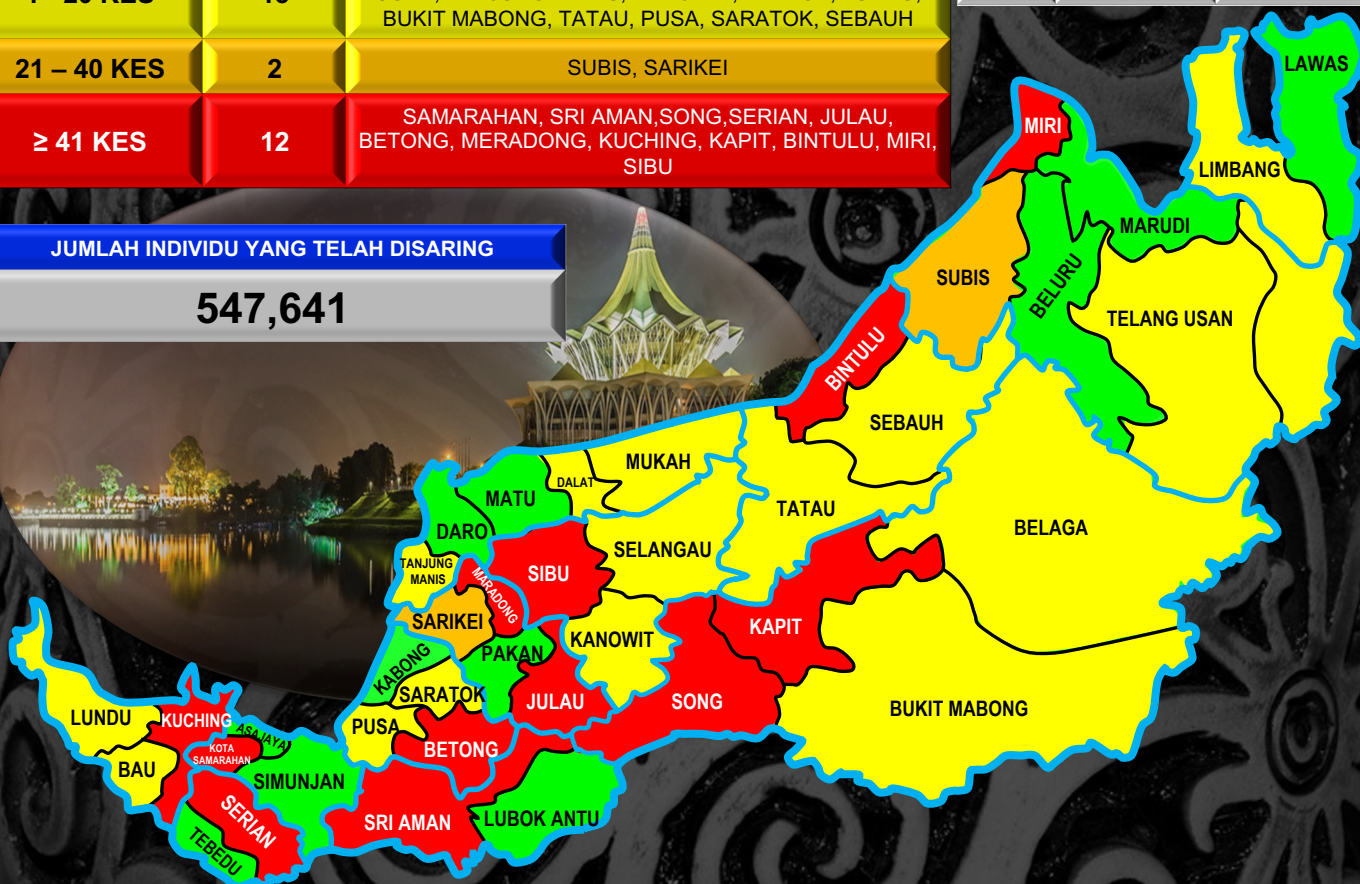 BUKIT MABONG, TATAU, PUSA, SARATOK, SEBAUH
21 – 40 KES 2 SUBIS, SARIKEI
≥ 41 KES 12 SAMARAHAN, SRI AMAN,SONG,SERIAN, JULAU,
BETONG, MERADONG, KUCHING, KAPIT, BINTULU, MIRI,
SIBU
JUMLAH INDIVIDU YANG TELAH DISARING
547,641
LAWAS
MIRI
LIMBANG
MARUDI
BELURU
SUBIS
TELANG USAN
BINTULU
SEBAUH
MUKAH
DALAT
MATU
TATAU
BELAGA
DARO
SELANGAU
TANJUNG
MANIS
SIBU
MARADONG
SARIKEI
KAPIT
KANOWIT
PAKAN
KABONG
SARATOK
JULAU
SONG
BUKIT MABONG
LUNDU
KUCHING
PUSA
ASAJAYA
BETONG
KOTA
SAMARAHAN
BAU
SIMUNJAN
SERIAN
SRI AMAN
LUBOK ANTU
TEBEDU